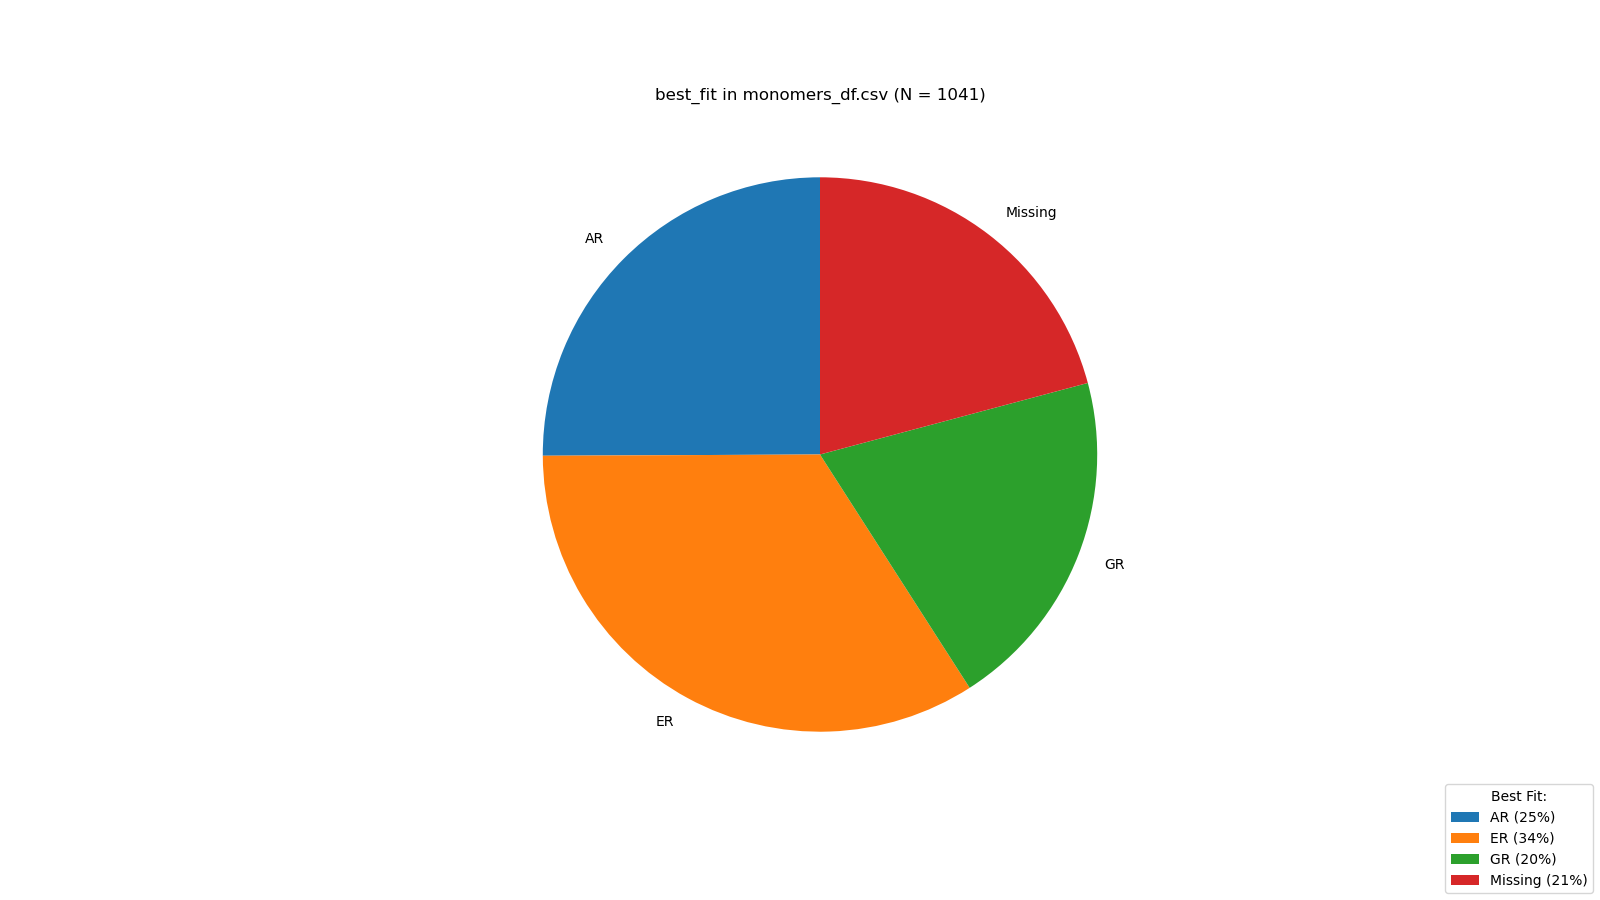 best_fit in monomers_df.csv (N = 1041)
Missing
AR
GR
ER
Best Fit:
AR (25%)
ER (34%)
GR (20%)
Missing (21%)